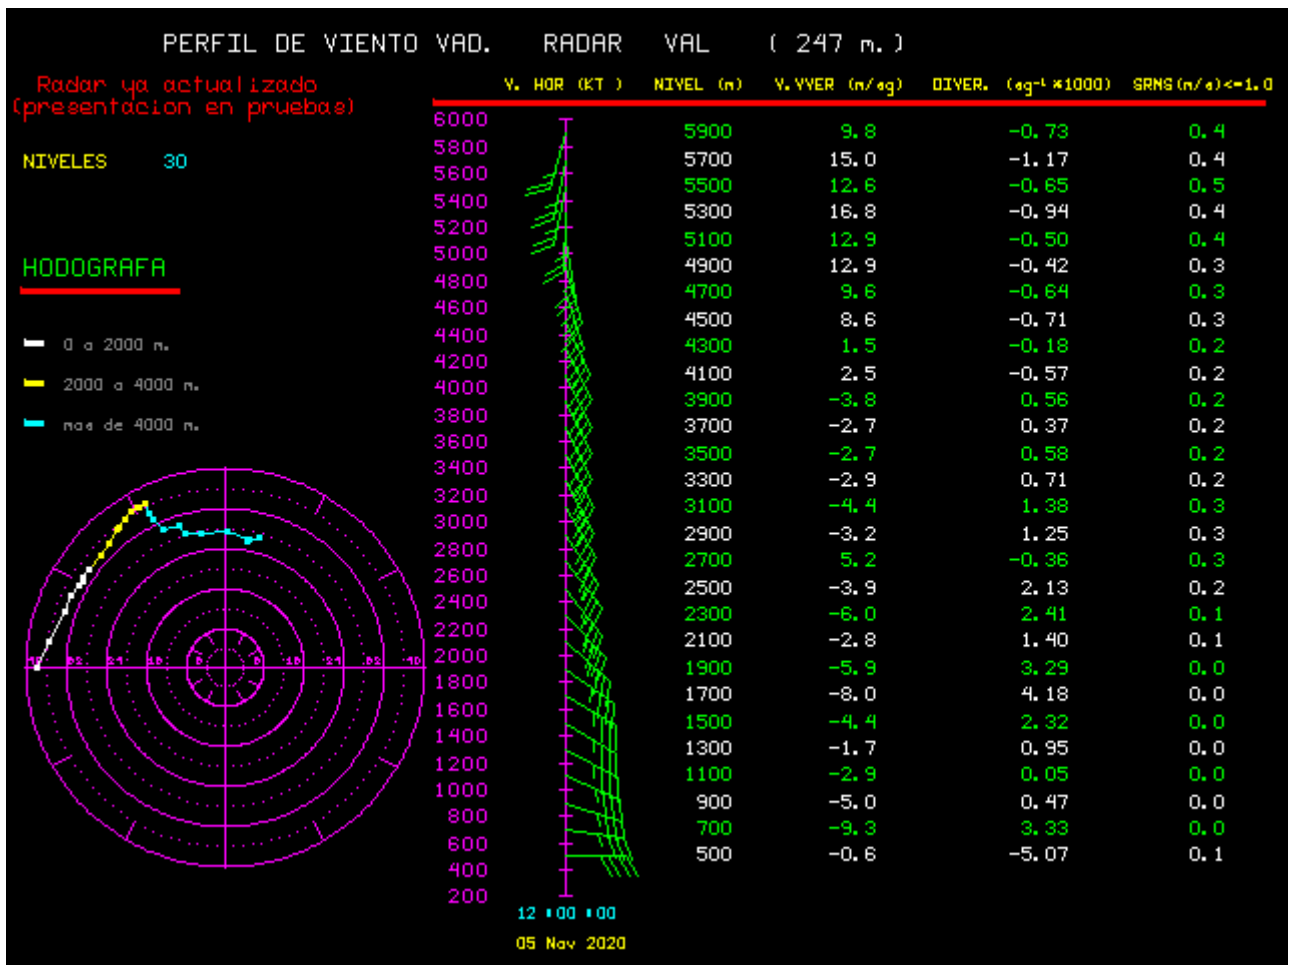 PERFIL DE VIENTO VAD. RADAR VAL ( 247 m.)
Radar ya actualizado
(presentacion en pruebas)
NIVELES 30
HODOGRAFA
0 a 2000 m.
2000 a 4000 m.
mas de 4000 m.
40 32 24 16 8 8 16 24 32 40
V. HOR (KT ) NIVEL (m) V.VVER (m/sg) DIVER. (sg-1 *1000) SRNS(m/s)<=1.0
6000
5800
5600
5400
5200
5000
4800
4600
4400
4200
4000
3800
3600
3400
3200
3000
2800
2600
2400
2200
2000
1800
1600
1400
1200
1000
800
600
400
200
5900 9.8 -0.73 0.4
5700 15.0 -1.17 0.4
5500 12.6 -0.65 0.5
5300 16.8 -0.94 0.4
5100 12.9 -0.50 0.4
4900 12.9 -0.42 0.3
4700 9.6 -0.64 0.3
4500 8.6 -0.71 0.3
4300 1.5 -0.18 0.2
4100 2.5 -0.57 0.2
3900 -3.8 0.56 0.2
3700 -2.7 0.37 0.2
3500 -2.7 0.58 0.2
3300 -2.9 0.71 0.2
3100 -4.4 1.38 0.3
2900 -3.2 1.25 0.3
2700 5.2 -0.36 0.3
2500 -3.9 2.13 0.2
2300 -6.0 2.41 0.1
2100 -2.8 1.40 0.1
1900 -5.9 3.29 0.0
1700 -8.0 4.18 0.0
1500 -4.4 2.32 0.0
1300 -1.7 0.95 0.0
1100 -2.9 0.05 0.0
900 -5.0 0.47 0.0
700 -9.3 3.33 0.0
500 -0.6 -5.07 0.1
12:00:00
05 Nov 2020